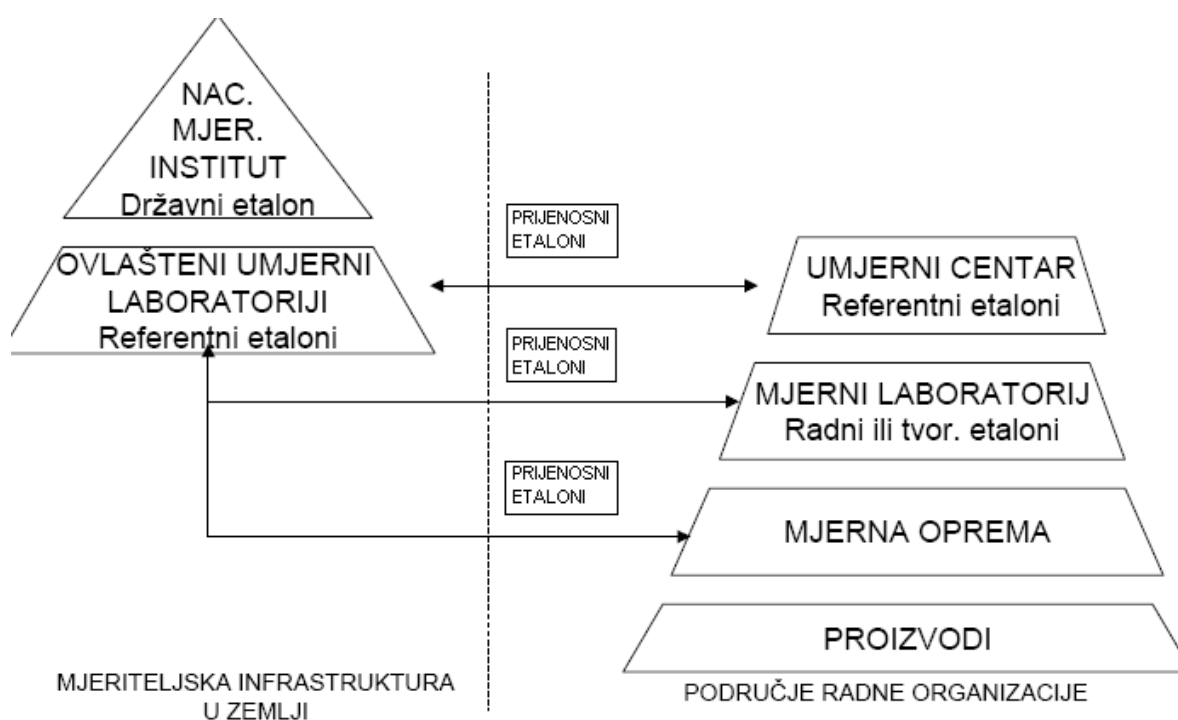 NAC.
MJER.
INSTITUT
Državni etalon
OVLAŠTENI UMJERNI
LABORATORIJI
Referentni etaloni
MJERITELJSKA INFRASTRUKTURA
U ZEMLJI
PRIJENOSNI
ETALONI
PRIJENOSNI
ETALONI
PRIJENOSNI
ETALONI
UMJERNI CENTAR
Referentni etaloni
MJERNI LABORATORIJ
Radni ili tvor. etaloni
MJERNA OPREMA
PROIZVODI
PODRUČJE RADNE ORGANIZACIJE